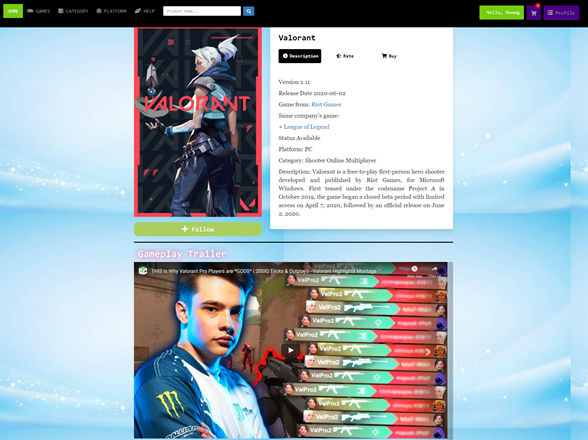 HOME
GAMES
CATEGORY
PLATFORM
HELP
Product Name...
Hello, Hwang
0
Profile
VALORANT
Follow
Valorant
Description
Rate
Buy
Version 2.11
Release Date 2020-06-02
Game from: Riot Games
Same company's game:
+ League of Legend
Status Available
Platform: PC
Category: Shooter Online Multiplayer
Description: Valorant is a free-to-play first-person hero shooter
developed and published by Riot Games, for Microsoft
Windows. First teased under the codename Project A in
October 2019, the game began a closed beta period with limited
access on April 7, 2020, followed by an official release on June
2, 2020.
Gameplay Trailer
THIS is Why Valorant Pro Players are *GODS* | 200IQ Tricks & Outplays - Valorant Highlights Montage
ValPro2
ValPro2
ValPro2
ValPro2
ValPro2
ValPro2
ValPro2
ValPro2
ValPro2
ValPro2
ValPro2